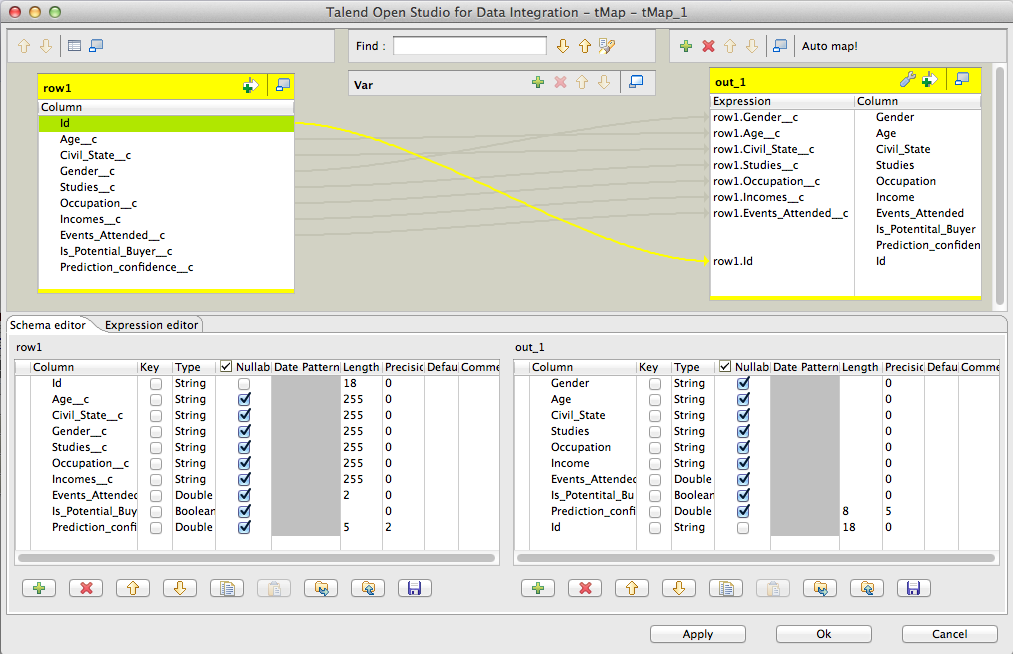 Talend Open Studio for Data Integration - tMap - tMap_1
Find :
Auto map!
row1
Column
Id
Age__c
Civil_State__c
Gender__c
Studies__c
Occupation__c
Incomes__c
Events_Attended__c
Is_Potential_Buyer__c
Prediction_confidence__c
Var
out_1
Expression Column
row1.Gender__c Gender
row1.Age__c Age
row1.Civil_State__c Civil_State
row1.Studies__c Studies
row1.Occupation__c Occupation
row1.Incomes__c Income
row1.Events_Attended__c Events_Attended
Is_Potential_Buyer
Prediction_confiden
row1.Id Id
Schema editor Expression editor
row1
Column Key Type Nullab Date Pattern Length Precisic Defau Comme
Id String 18 0
Age__c String 255 0
Civil_State__c String 255 0
Gender__c String 255 0
Studies__c String 255 0
Occupation__c String 255 0
Incomes__c String 255 0
Events_Attended Double 2 0
Is_Potential_Buy Boolean 0
Prediction_confi Double 5 2
out_1
Column Key Type Nullab Date Pattern Length Precisic Defau Comme
Gender String 0
Age String 0
Civil_State String 0
Studies String 0
Occupation String 0
Income String 0
Events_Attended Double 0
Is_Potentital_Bu Boolean 0
Prediction_confi Double 8 5
Id String 18 0
Apply Ok Cancel